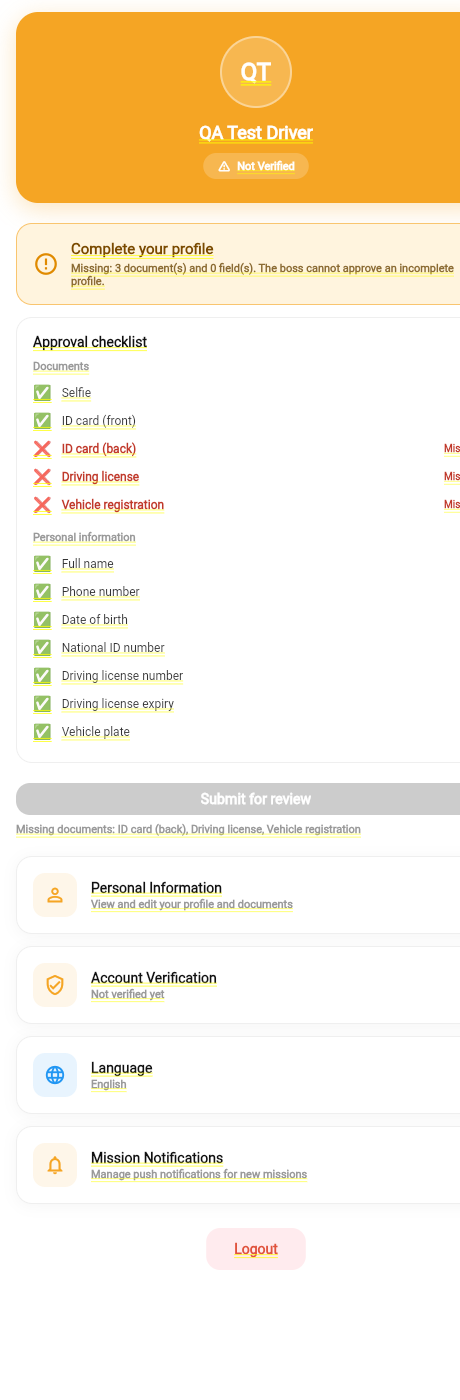 QT
QA Test Driver
Not Verified
Complete your profile
Missing: 3 document(s) and 0 field(s). The boss cannot approve an incomplete
profile.
Approval checklist
Documents
✅ Selfie
✅ ID card (front)
❌ ID card (back) Mis
❌ Driving license Mis
❌ Vehicle registration Mis
Personal information
✅ Full name
✅ Phone number
✅ Date of birth
✅ National ID number
✅ Driving license number
✅ Driving license expiry
✅ Vehicle plate
Submit for review
Missing documents: ID card (back), Driving license, Vehicle registration
Personal Information
View and edit your profile and documents
Account Verification
Not verified yet
Language
English
Mission Notifications
Manage push notifications for new missions
Logout